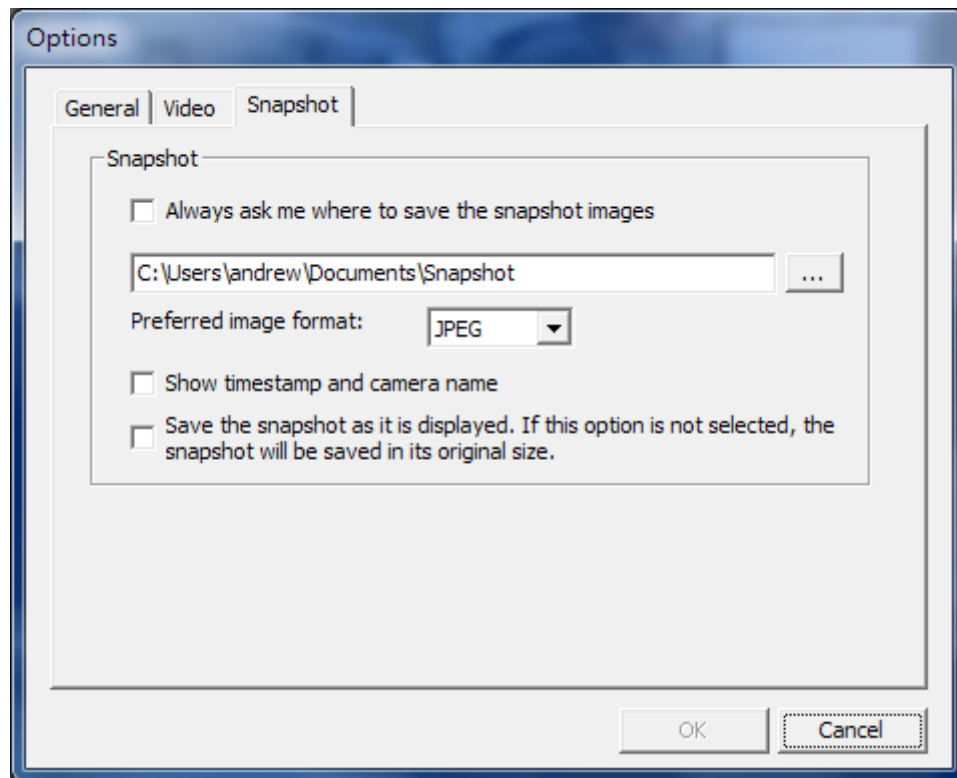 Options
General Video Snapshot
Snapshot
Always ask me where to save the snapshot images
C:\Users\andrew\Documents\Snapshot ...
Preferred image format: JPEG
Show timestamp and camera name
Save the snapshot as it is displayed. If this option is not selected, the
snapshot will be saved in its original size.
OK Cancel